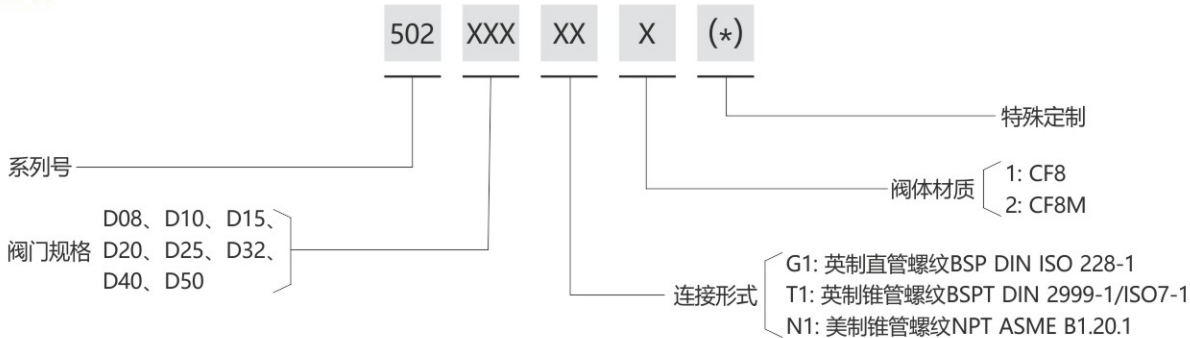 502 XXX XX X (*)
特殊定制
系列号
阀体材质
1: CF8
2: CF8M
阀门规格
D08、D10、D15、
D20、D25、D32、
D40、D50
连接形式
G1: 英制直管螺纹BSP DIN ISO 228-1
T1: 英制锥管螺纹BSPT DIN 2999-1/ISO7-1
N1: 美制锥管螺纹NPT ASME B1.20.1